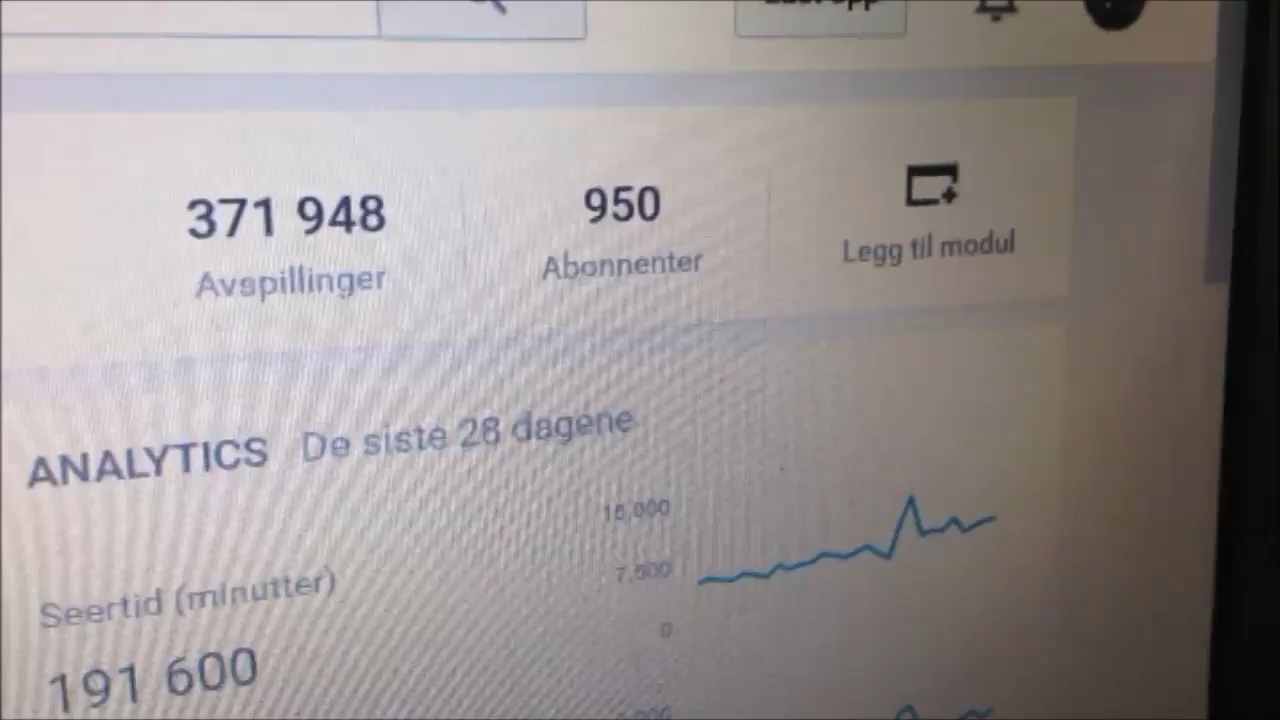 371 948
Avspillinger
950
Abonnenter
Legg til modul
ANALYTICS De siste 28 dagene
15,000
7,500
0
Seertid (minutter)
191 600